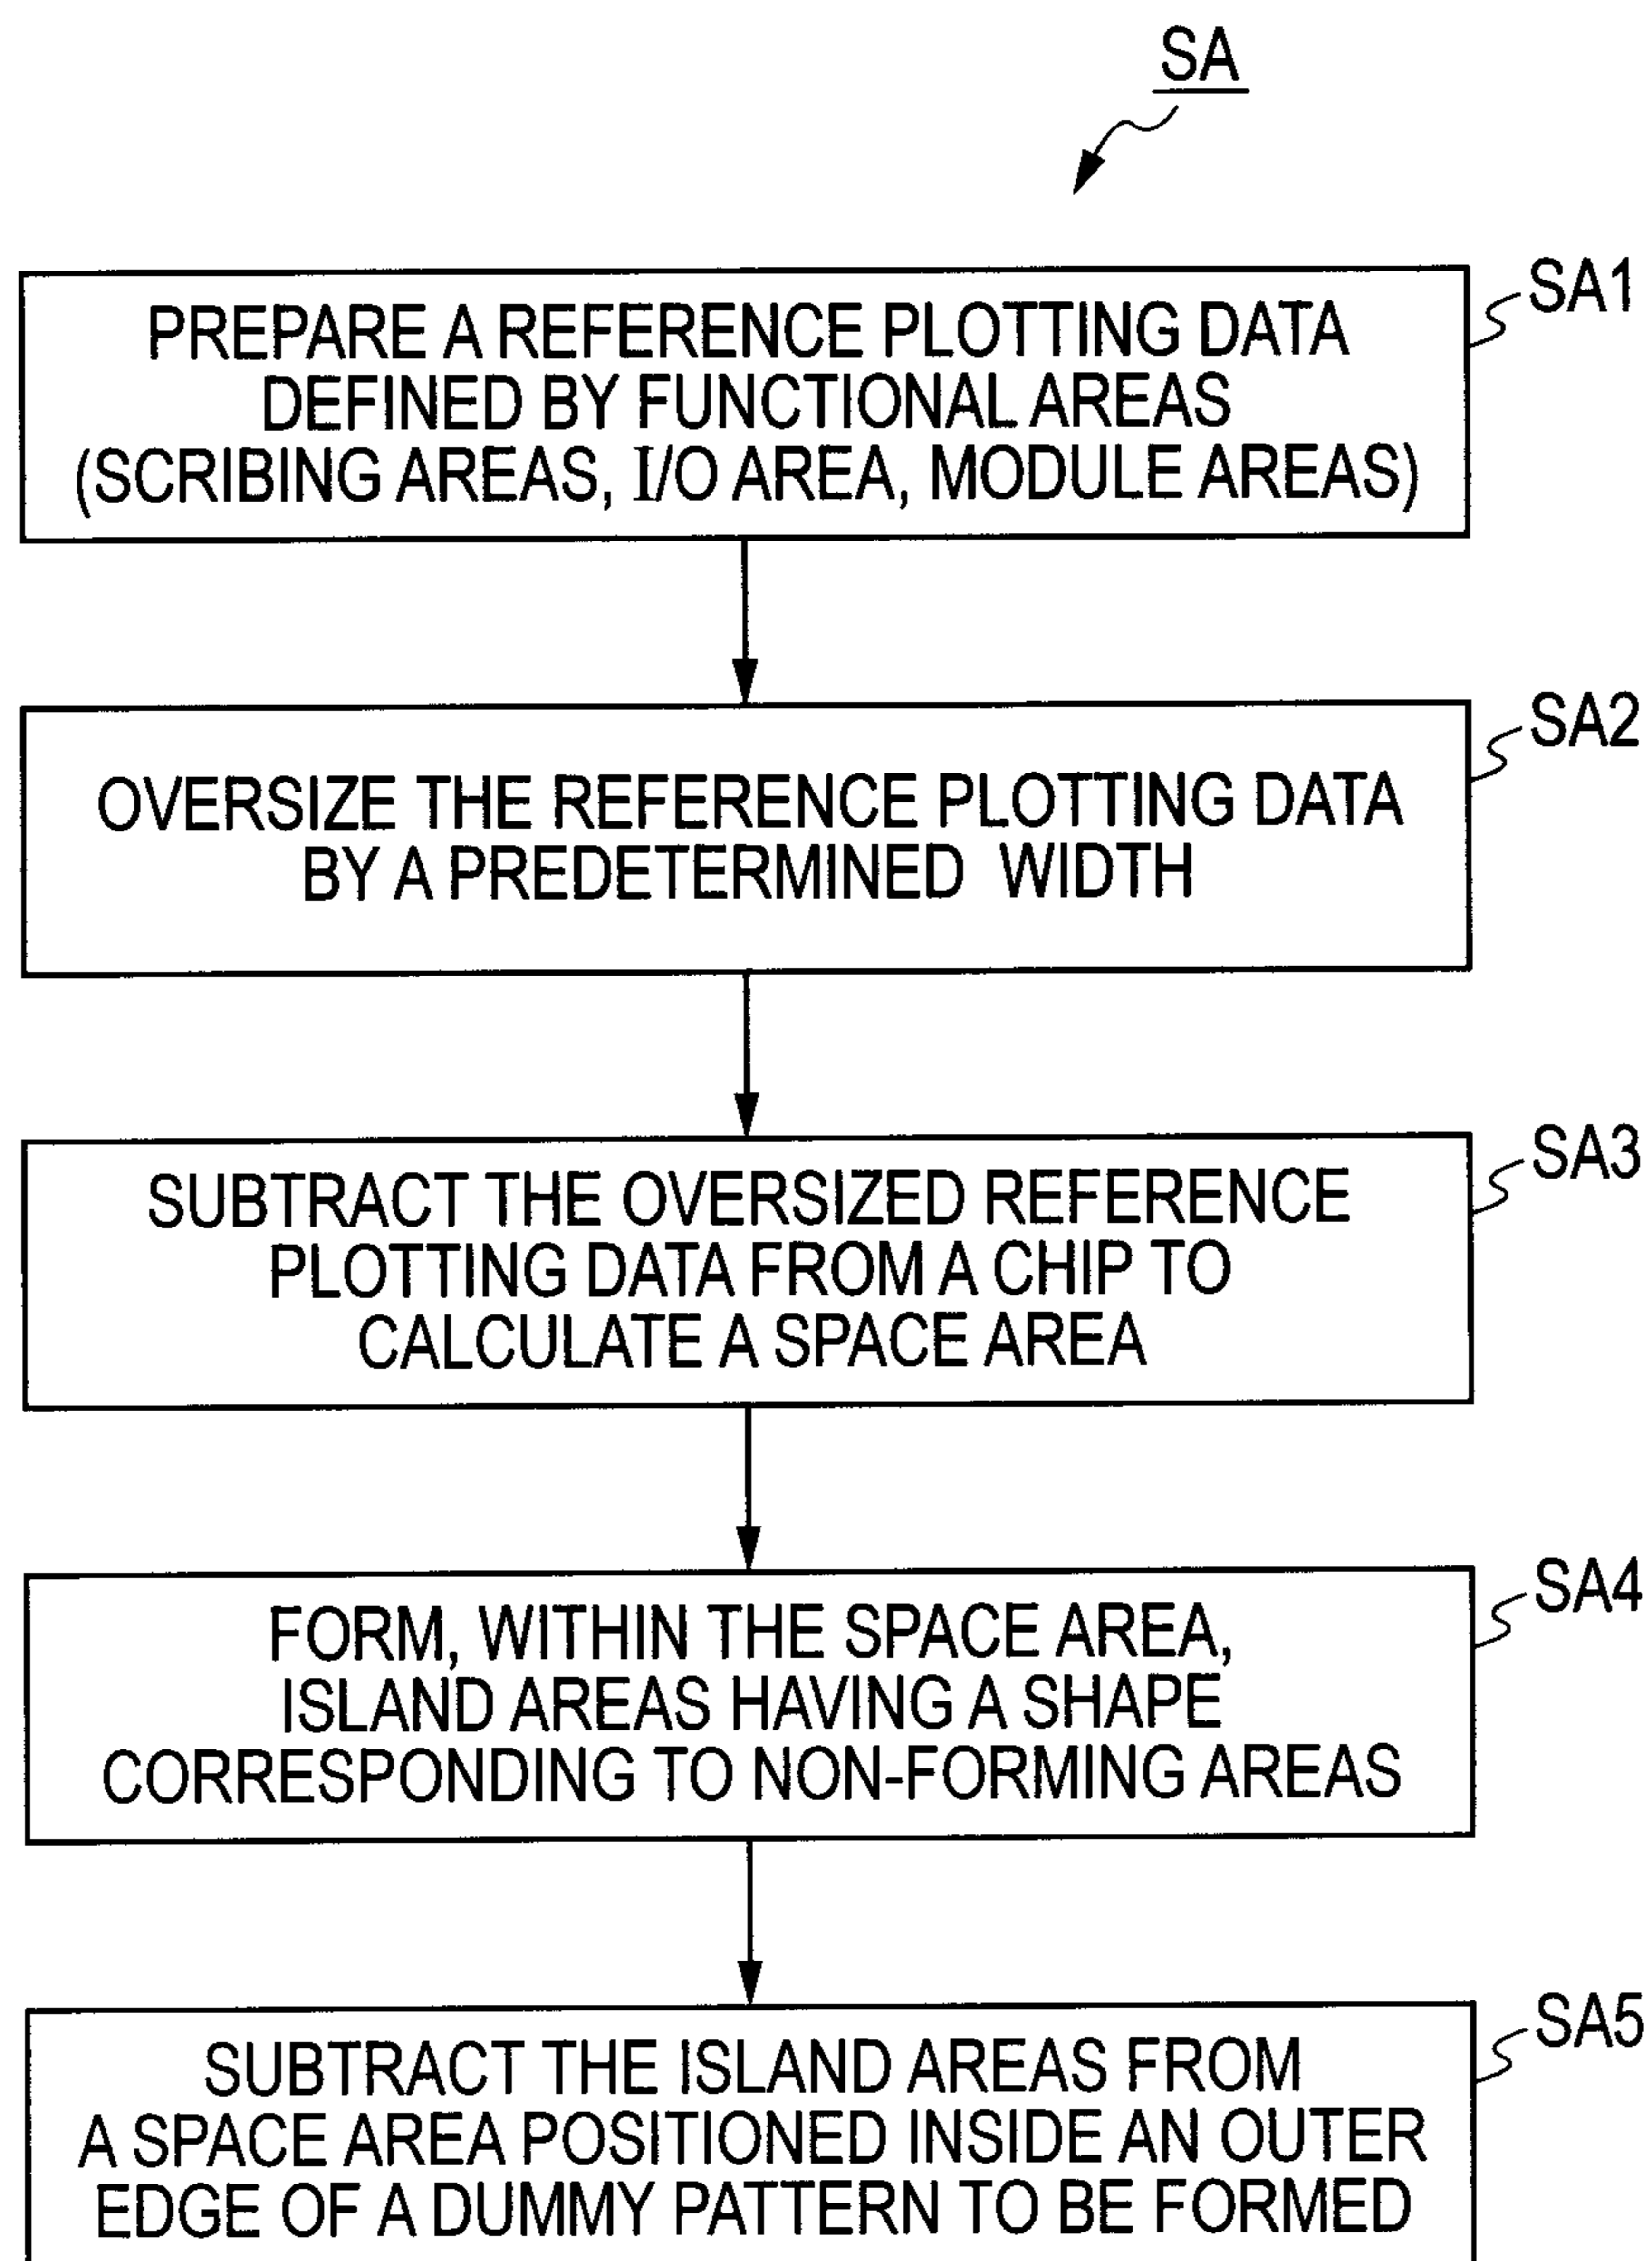 SA
SA1
PREPARE A REFERENCE PLOTTING DATA
DEFINED BY FUNCTIONAL AREAS
(SCRIBING AREAS, I/O AREA, MODULE AREAS)
SA2
OVERSIZE THE REFERENCE PLOTTING DATA
BY A PREDETERMINED WIDTH
SA3
SUBTRACT THE OVERSIZED REFERENCE
PLOTTING DATA FROM A CHIP TO
CALCULATE A SPACE AREA
SA4
FORM, WITHIN THE SPACE AREA,
ISLAND AREAS HAVING A SHAPE
CORRESPONDING TO NON-FORMING AREAS
SA5
SUBTRACT THE ISLAND AREAS FROM
A SPACE AREA POSITIONED INSIDE AN OUTER
EDGE OF A DUMMY PATTERN TO BE FORMED